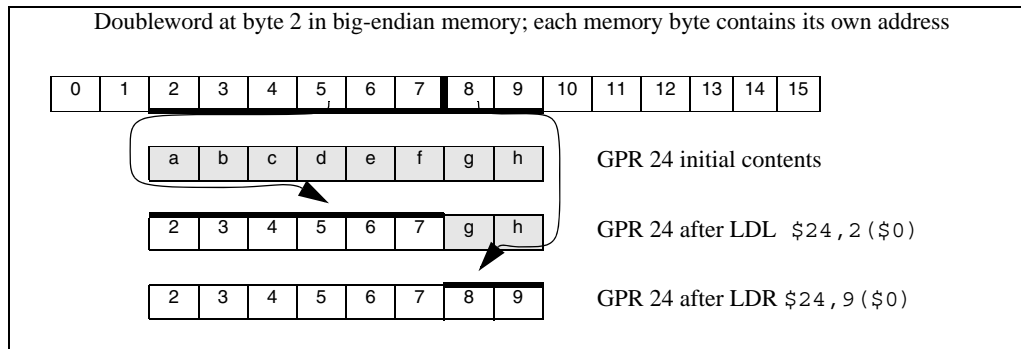 Doubleword at byte 2 in big-endian memory; each memory byte contains its own address
0 1 2 3 4 5 6 7 8 9 10 11 12 13 14 15
a b c d e f g h GPR 24 initial contents
2 3 4 5 6 7 g h GPR 24 after LDL $24,2($0)
2 3 4 5 6 7 8 9 GPR 24 after LDR $24,9($0)